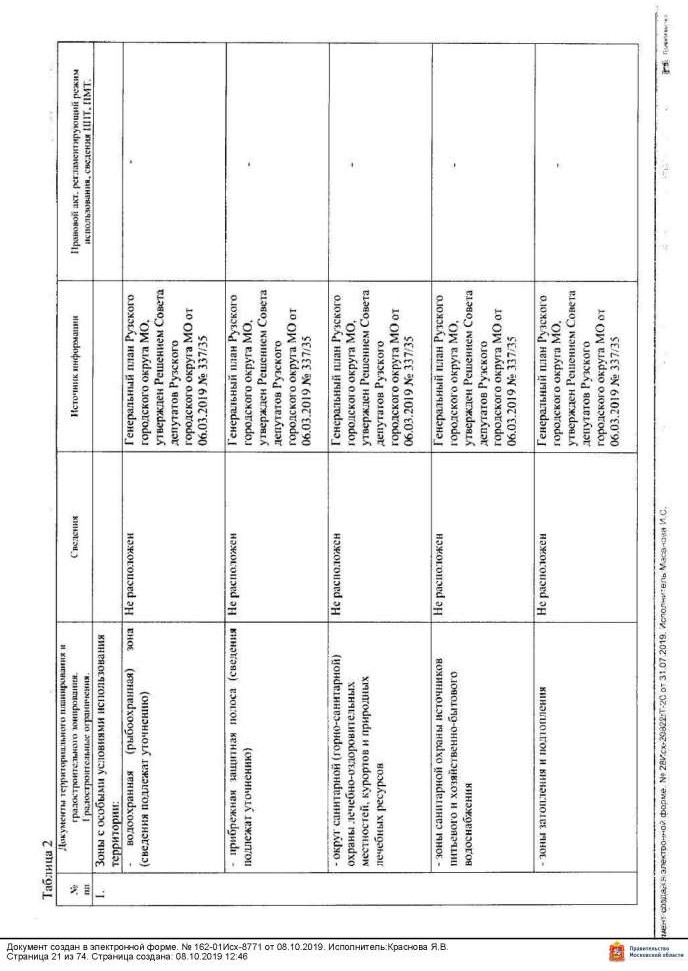 Таблица 2
№
пп
Документы территориального планирования и
градостроительного зонирования.
Градостроительные ограничения.
Сведения
Источник информации
Правовой акт, регламентирующий режим
использования, сведения ППТ, ПМТ.
1.
Зоны с особыми условиями использования
территории:
- водоохранная (рыбоохранная) зона
(сведения подлежат уточнению)
Не расположен
Генеральный план Рузского
городского округа МО,
утвержден Решением Совета
депутатов Рузского
городского округа МО от
06.03.2019 № 337/35
-
- прибрежная защитная полоса (сведения
подлежат уточнению)
Не расположен
Генеральный план Рузского
городского округа МО,
утвержден Решением Совета
депутатов Рузского
городского округа МО от
06.03.2019 № 337/35
-
- округ санитарной (горно-санитарной)
охраны лечебно-оздоровительных
местностей, курортов и природных
лечебных ресурсов
Не расположен
Генеральный план Рузского
городского округа МО,
утвержден Решением Совета
депутатов Рузского
городского округа МО от
06.03.2019 № 337/35
-
- зоны санитарной охраны источников
питьевого и хозяйственно-бытового
водоснабжения
Не расположен
Генеральный план Рузского
городского округа МО,
утвержден Решением Совета
депутатов Рузского
городского округа МО от
06.03.2019 № 337/35
-
- зоны затопления и подтопления
Не расположен
Генеральный план Рузского
городского округа МО,
утвержден Решением Совета
депутатов Рузского
городского округа МО от
06.03.2019 № 337/35
-
в электронной форме. от 31.07.2019. Исполнитель
Документ создан в электронной форме. № 162-01Исх-8771 от 08.10.2019. Исполнитель:Краснова Я.В.
Страница 21 из 74. Страница создана: 08.10.2019 12:46
Правительство
Московской области